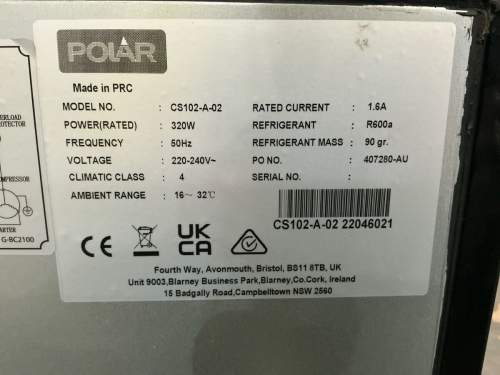 POLAR
Made in PRC
MODEL NO. : CS102-A-02 RATED CURRENT : 1.6A
POWER(RATED) : 320W REFRIGERANT : R600a
FREQUENCY : 50Hz REFRIGERANT MASS : 90 gr.
VOLTAGE : 220-240V~ PO NO. : 407280-AU
CLIMATIC CLASS : 4 SERIAL NO. :
AMBIENT RANGE : 16～ 32℃
CS102-A-02 22046021
CE UK
CA
Fourth Way, Avonmouth, Bristol, BS11 8TB, UK
Unit 9003,Blarney Business Park,Blarney,Co.Cork, Ireland
15 Badgally Road,Campbelltown NSW 2560
G-BC2100